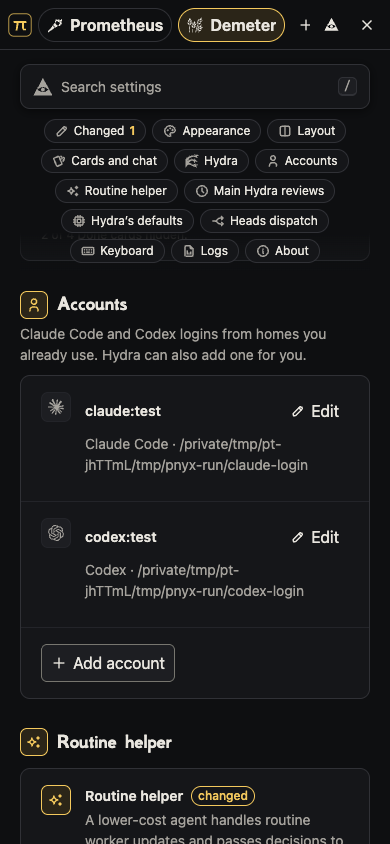 π Prometheus Demeter
Search settings /
Changed 1 Appearance Layout
Cards and chat Hydra Accounts
Routine helper Main Hydra reviews
Hydra's defaults Heads dispatch
Keyboard Logs About
Accounts
Claude Code and Codex logins from homes you
already use. Hydra can also add one for you.
claude:test Edit
Claude Code · /private/tmp/pt-
jhTTmL/tmp/pnyx-run/claude-login
codex:test Edit
Codex · /private/tmp/pt-
jhTTmL/tmp/pnyx-run/codex-login
+ Add account
Routine helper
Routine helper changed
A lower-cost agent handles routine
worker updates and passes decisions to